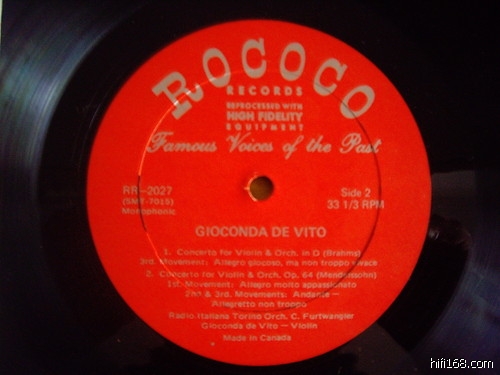 ROCOCO
RECORDS
REPROCESSED WITH
HIGH FIDELITY
EQUIPMENT
Famous Voices of the Past
RR-2027
(SMT-7015)
Monophonic
Side 2
33 1/3 RPM
GIOCONDA DE VITO
1. Concerto for Violin & Orch. in D (Brahms)
3rd. Movement: Allegro giocoso, ma non troppo vivace
2. Concerto for Violin & Orch. Op. 64 (Mendelssohn)
1st. Movement: Allegro molto appassionato
2nd & 3rd. Movements: Andante -
Allegretto non troppo
Radio Italiana Torino Orch. C. Furtwangler
Gioconda de Vito - Violin
Made in Canada
hifi168.com